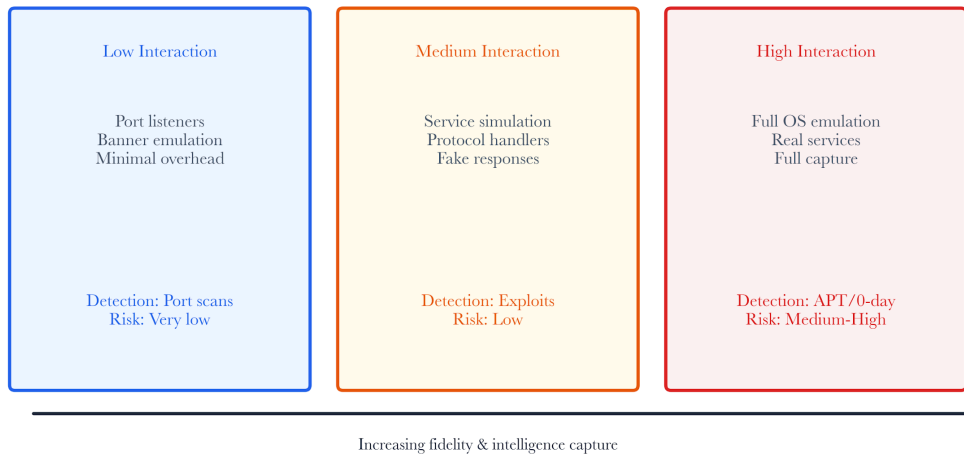 Low Interaction
Port listeners
Banner emulation
Minimal overhead
Detection: Port scans
Risk: Very low
Medium Interaction
Service simulation
Protocol handlers
Fake responses
Detection: Exploits
Risk: Low
High Interaction
Full OS emulation
Real services
Full capture
Detection: APT/0-day
Risk: Medium-High
Increasing fidelity & intelligence capture